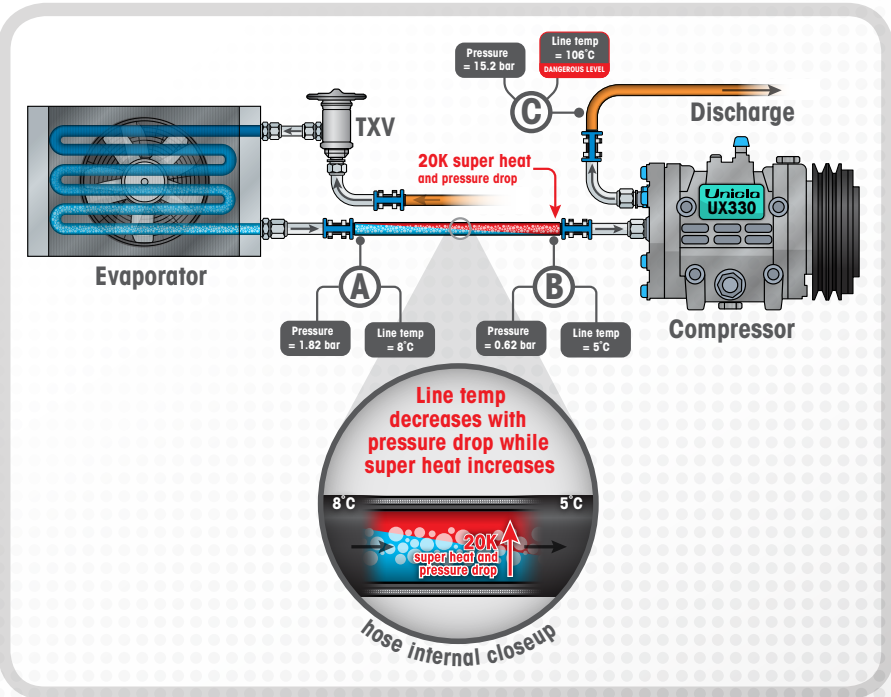 Pressure
= 15.2 bar
Line temp
= 106°C
DANGEROUS LEVEL
C
Discharge
TXV
20K super heat
and pressure drop
Unicla
UX330
Evaporator
A
B
Compressor
Pressure
= 1.82 bar
Line temp
= 8°C
Pressure
= 0.62 bar
Line temp
= 5°C
Line temp
decreases with
pressure drop while
super heat increases
8°C
5°C
20K
super heat and
pressure drop
hose internal closeup